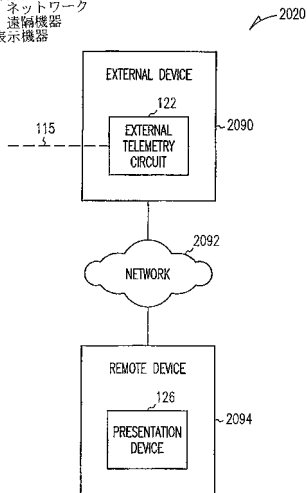 ネットワーク
遠隔機器
表示機器
2020
EXTERNAL DEVICE
122
115
EXTERNAL
TELEMETRY
CIRCUIT
2090
2092
NETWORK
REMOTE DEVICE
126
PRESENTATION
DEVICE
2094